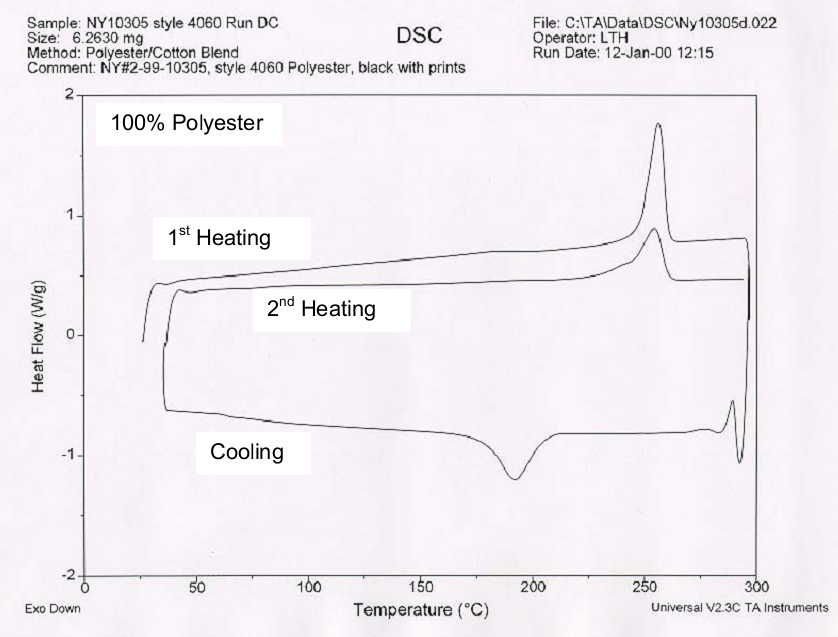 Sample: NY10305 style 4060 Run DC
Size: 6.2630 mg
Method: Polyester/Cotton Blend
Comment: NY#2-99-10305, style 4060 Polyester, black with prints
DSC
File: C:\TA\Data\DSC\Ny10305d.022
Operator: LTH
Run Date: 12-Jan-00 12:15
100% Polyester
1st Heating
2nd Heating
Cooling
Heat Flow (W/g)
2
1
0
-1
-2
0 50 100 150 200 250 300
Exo Down
Temperature (°C)
Universal V2.3C TA Instruments